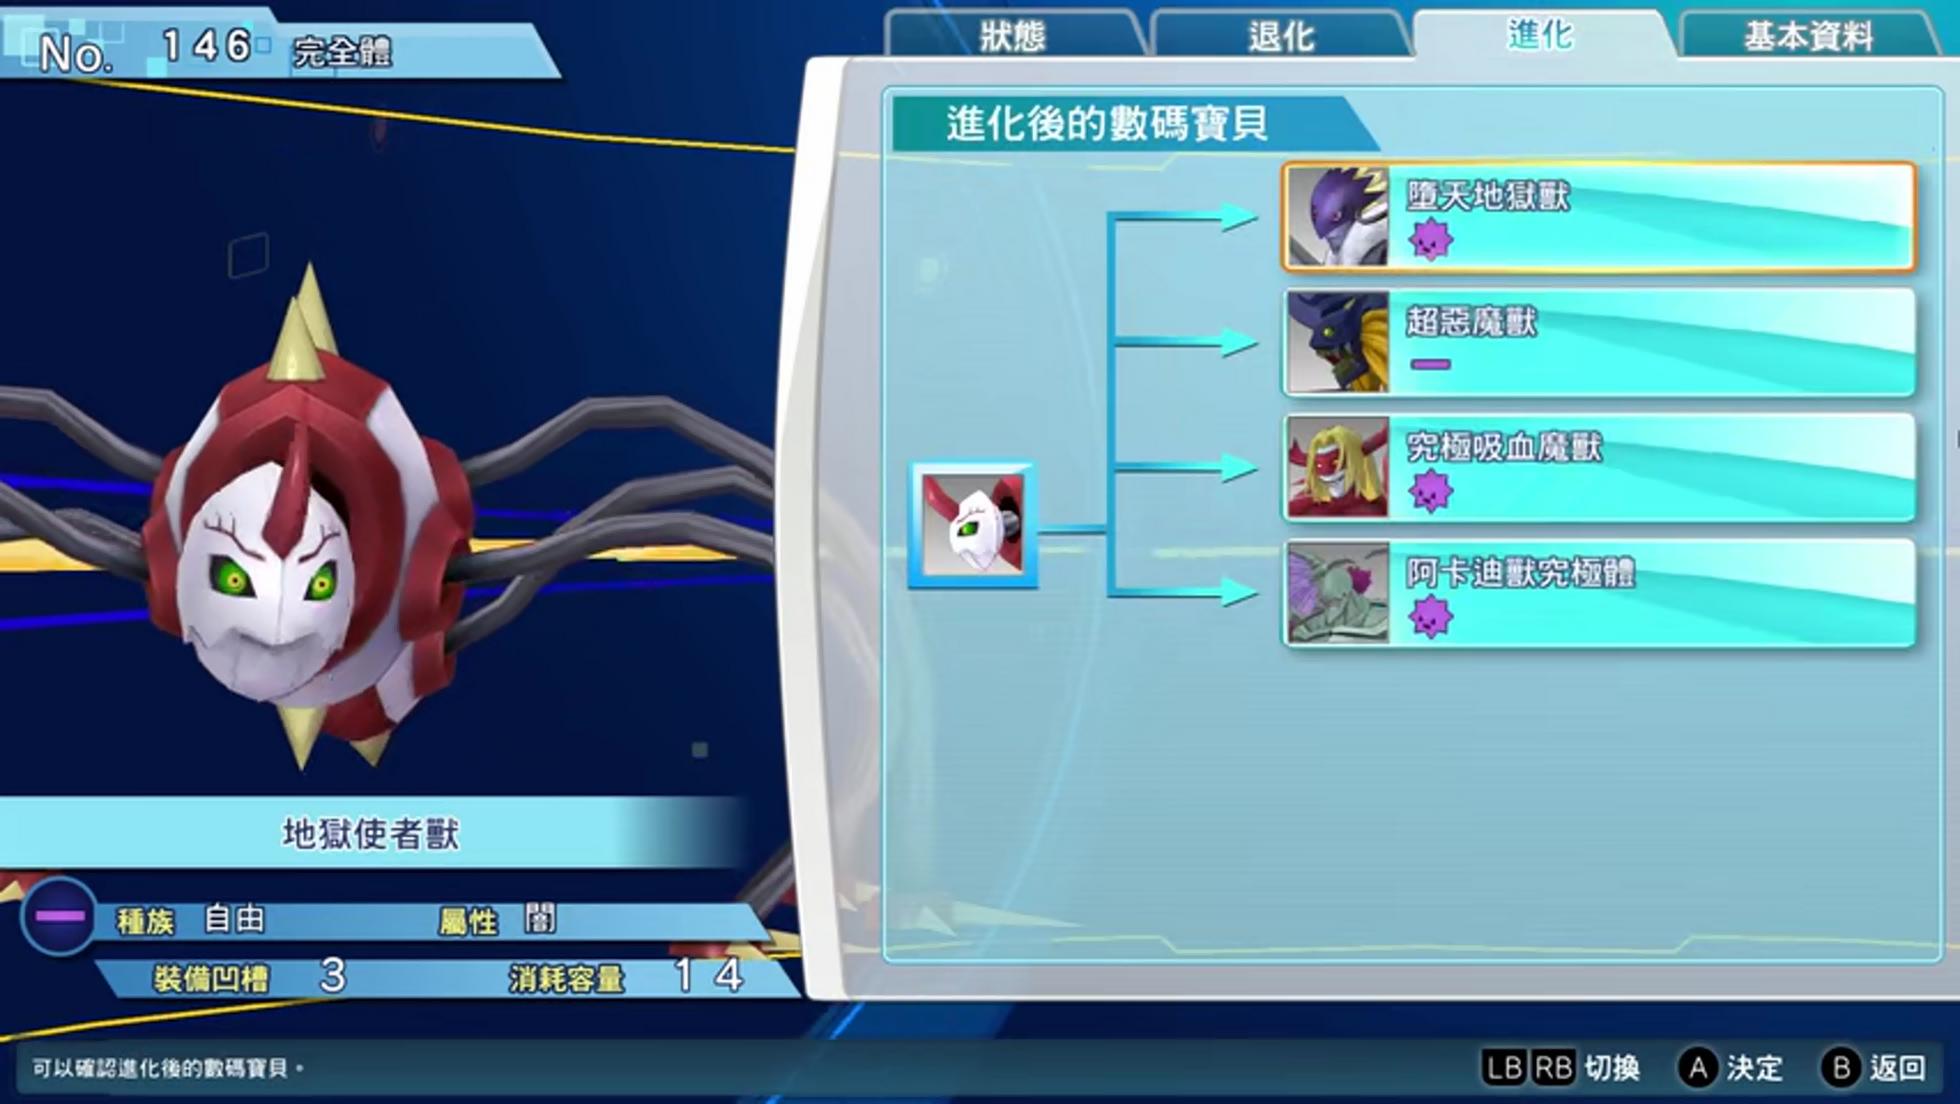 No. 146 完全體
狀態 退化 進化 基本資料
進化後的數碼寶貝
墮天地獄獸
超惡魔獸
究極吸血魔獸
阿卡迪獸究極體
地獄使者獸
種族 自由 屬性 闇
裝備凹槽 3 消耗容量 14
可以確認進化後的數碼寶貝。
LB RB 切換 A 決定 B 返回